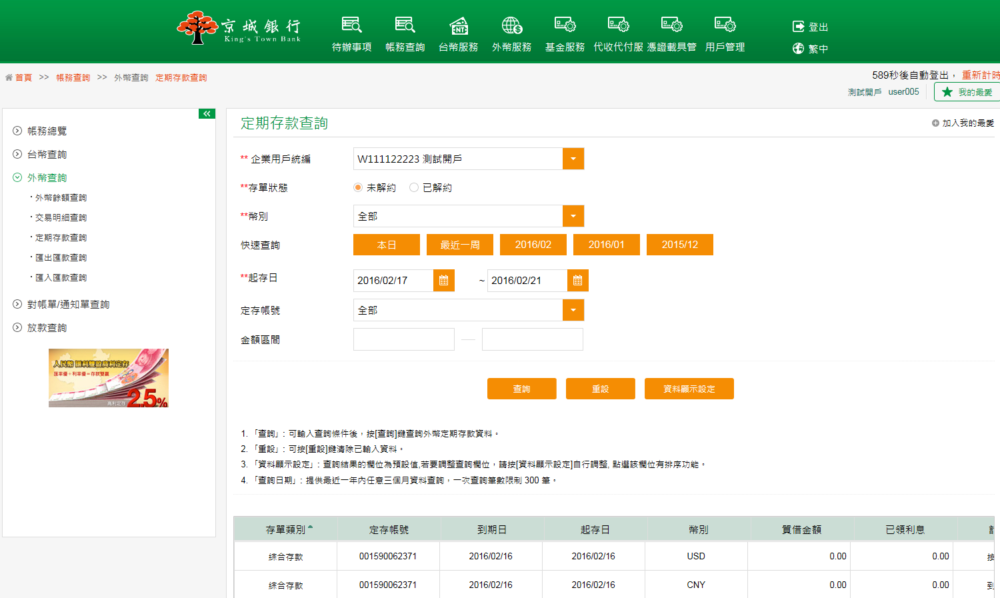 京城銀行
King's Town Bank
待辦事項
帳務查詢
台幣服務
外幣服務
基金服務
代收代付服
憑證載具管
用戶管理
登出
繁中
首頁 >> 帳務查詢 >> 外幣查詢 定期存款查詢
589秒後自動登出， 重新計時
測試開戶 user005
我的最愛
帳務總覽
台幣查詢
外幣查詢
外幣餘額查詢
交易明細查詢
定期存款查詢
匯出匯款查詢
匯入匯款查詢
對帳單/通知單查詢
放款查詢
人民幣 匯利雙盈高利定存
匯率優+利率優=存款雙贏
高利定存 2.5%
定期存款查詢
加入我的最愛
** 企業用戶統編 W111122223 測試開戶
**存單狀態 未解約 已解約
**幣別 全部
快速查詢 本日 最近一周 2016/02 2016/01 2015/12
**起存日 2016/02/17 ~ 2016/02/21
定存帳號 全部
金額區間
查詢 重設 資料顯示設定
1. 「查詢」: 可輸入查詢條件後，按[查詢]鍵查詢外幣定期存款資料。
2. 「重設」: 可按[重設]鍵清除已輸入資料。
3. 「資料顯示設定」: 查詢結果的欄位為預設值,若要調整查詢欄位，請按[資料顯示設定]自行調整, 點選該欄位有排序功能。
4. 「查詢日期」: 提供最近一年內任意三個月資料查詢，一次查詢筆數限制 300 筆。
存單類別 定存帳號 到期日 起存日 幣別 質借金額 已領利息
綜合存款 001590062371 2016/02/16 2016/02/16 USD 0.00 0.00 按
綜合存款 001590062371 2016/02/16 2016/02/16 CNY 0.00 0.00 到